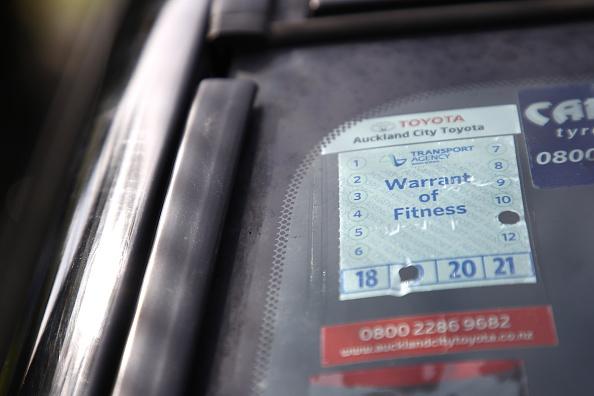 TOYOTA
Auckland City Toyota
TRANSPORT
AGENCY
1 7
2 8
3 9
4 10
5
6 12
Warrant
of
Fitness
18 20 21
0800 2286 9682
www.aucklandcitytoyota.co.nz
tyre
0800